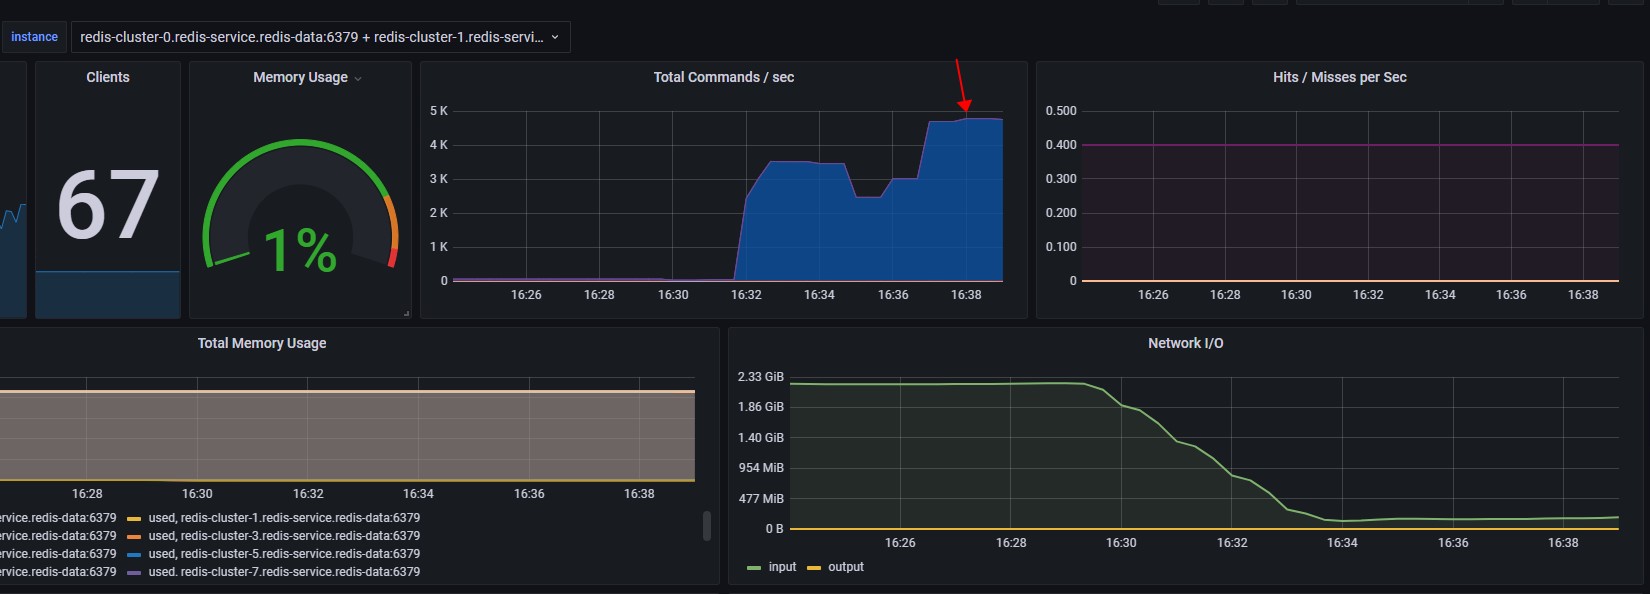 instance redis-cluster-0.redis-service.redis-data:6379 + redis-cluster-1.redis-servi...
Clients
67
Memory Usage
1%
Total Commands / sec
5 K
4 K
3 K
2 K
1 K
0
16:26 16:28 16:30 16:32 16:34 16:36 16:38
Hits / Misses per Sec
0.500
0.400
0.300
0.200
0.100
0
16:26 16:28 16:30 16:32 16:34 16:36 16:38
Total Memory Usage
16:28 16:30 16:32 16:34 16:36 16:38
ervice.redis-data:6379 used, redis-cluster-1.redis-service.redis-data:6379
ervice.redis-data:6379 used, redis-cluster-3.redis-service.redis-data:6379
ervice.redis-data:6379 used, redis-cluster-5.redis-service.redis-data:6379
ervice.redis-data:6379 used. redis-cluster-7.redis-service.redis-data:6379
Network I/O
2.33 GiB
1.86 GiB
1.40 GiB
954 MiB
477 MiB
0 B
16:26 16:28 16:30 16:32 16:34 16:36 16:38
input output